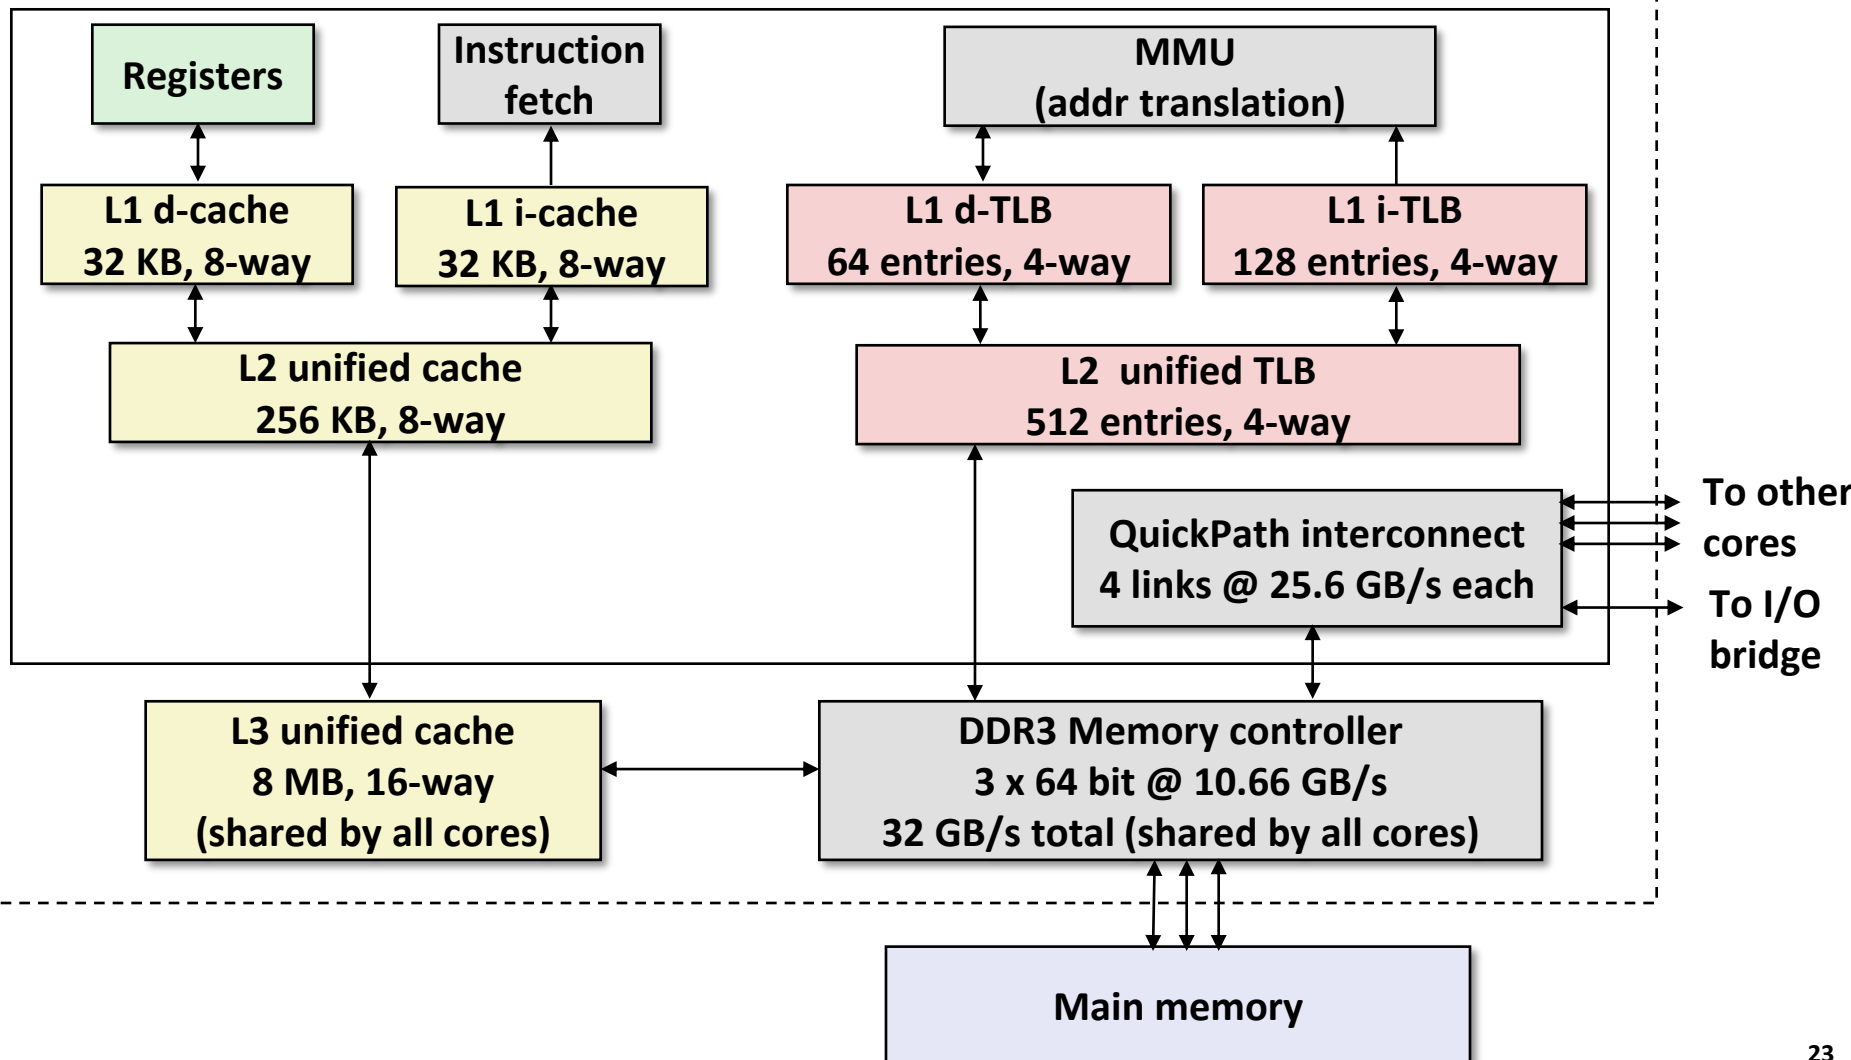 Registers
Instruction
fetch
MMU
(addr translation)
L1 d-cache
32 KB, 8-way
L1 i-cache
32 KB, 8-way
L1 d-TLB
64 entries, 4-way
L1 i-TLB
128 entries, 4-way
L2 unified cache
256 KB, 8-way
L2  unified TLB
512 entries, 4-way
QuickPath interconnect
4 links @ 25.6 GB/s each
To other
cores
To I/O
bridge
L3 unified cache
8 MB, 16-way
(shared by all cores)
DDR3 Memory controller
3 x 64 bit @ 10.66 GB/s
32 GB/s total (shared by all cores)
Main memory
23